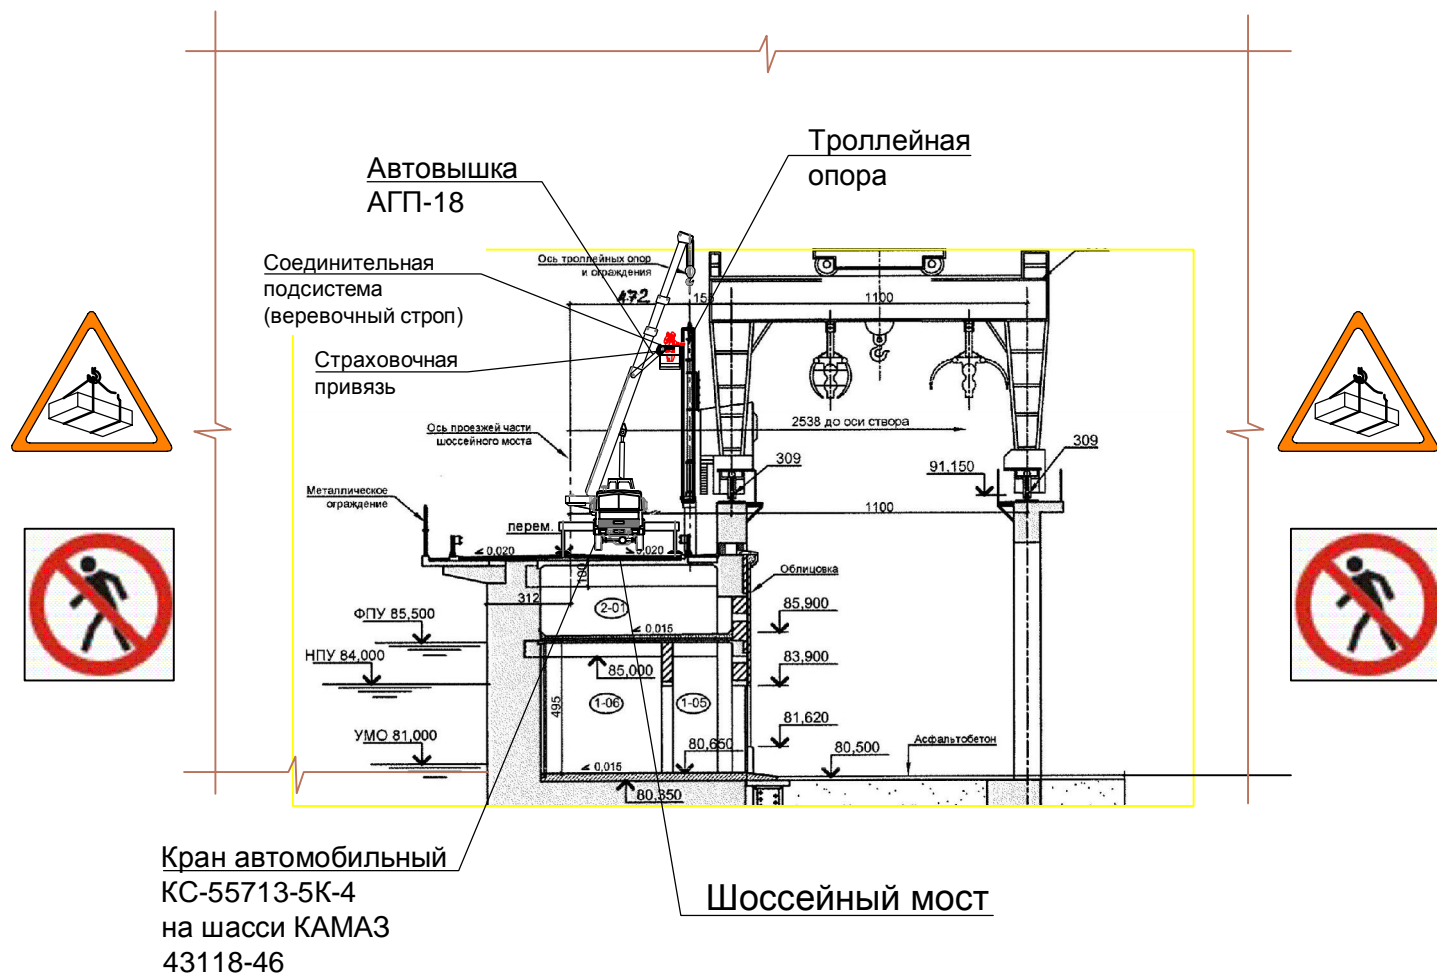 Троллейная
опора
Автовышка
АГП-18
Соединительная
подсистема
(веревочный строп)
Страховочная
привязь
Ось троллейных опор
и ограждения
472
1100
2538 до оси створа
Ось проезжей части
шоссейного моста
309
91,150
309
1100
Металлическое
ограждение
перем.
0,020
0,020
100
312
2-01
Облицовка
0,015
ФПУ 85,500
85,900
НПУ 84,000
85,000
83,900
495
1-06
1-05
81,620
УМО 81,000
80,650
0,015
80,500
Асфальтобетон
80,350
Кран автомобильный
КС-55713-5К-4
на шасси КАМАЗ
43118-46
Шоссейный мост